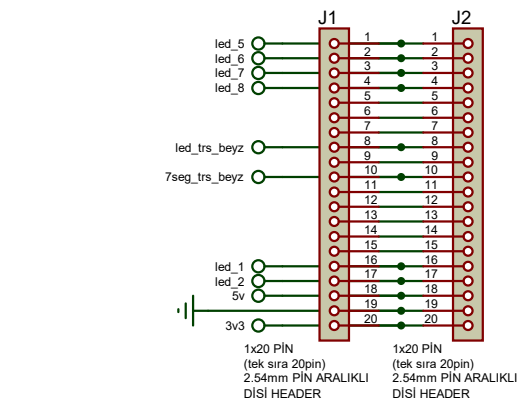 J1 J2
led_5 1 1
led_6 2 2
led_7 3 3
led_8 4 4
5 5
6 6
7 7
led_trs_beyz 8 8
9 9
7seg_trs_beyz 10 10
11 11
12 12
13 13
14 14
15 15
led_1 16 16
led_2 17 17
5v 18 18
19 19
3v3 20 20
1x20 PİN
(tek sıra 20pin)
2.54mm PİN ARALIKLI
DİSİ HEADER
1x20 PİN
(tek sıra 20pin)
2.54mm PİN ARALIKLI
DİSİ HEADER